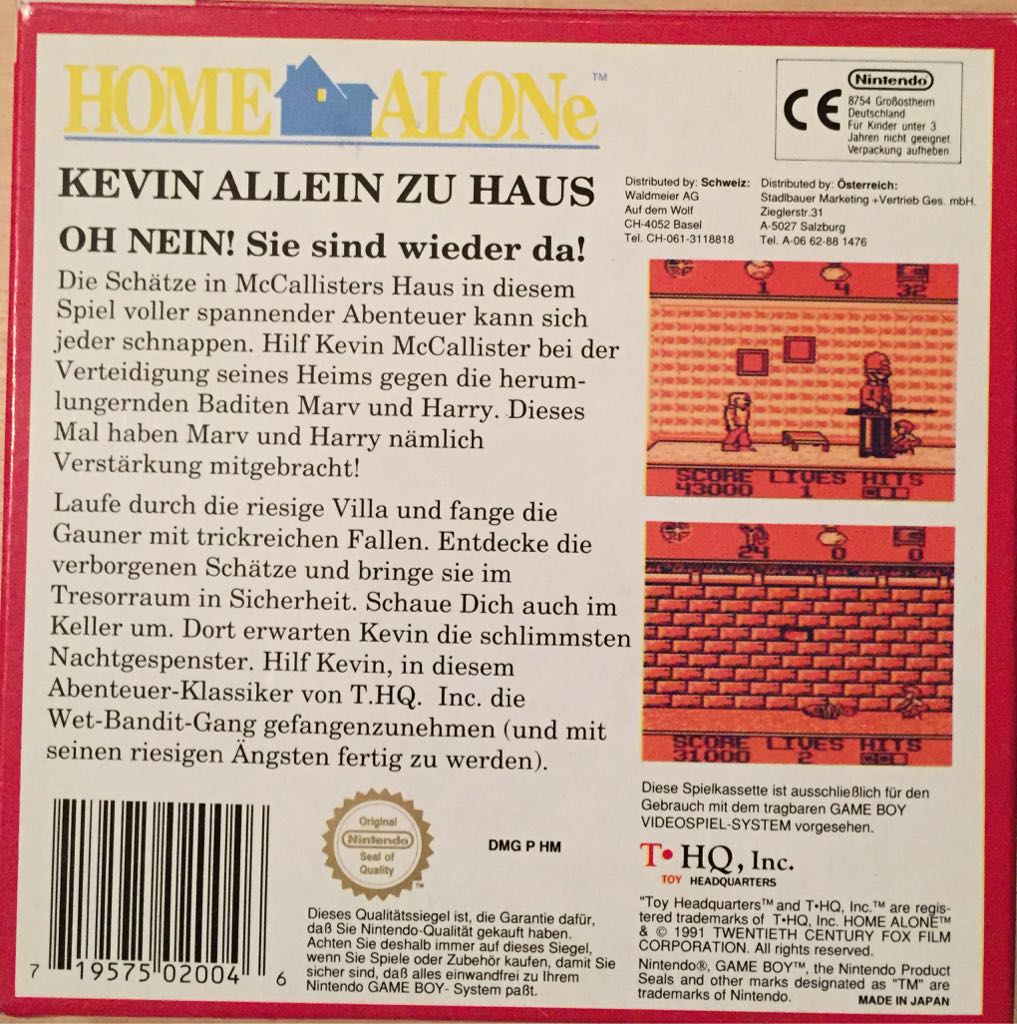 HOME ALONe™
Nintendo
CE
8754 Großostheim
Deutschland
Für Kinder unter 3
Jahren nicht geeignet
Verpackung aufheben
KEVIN ALLEIN ZU HAUS
Distributed by: Schweiz:
Waldmeier AG
Auf dem Wolf
CH-4052 Basel
Tel. CH-061-3118818
Distributed by: Österreich:
Stadlbauer Marketing +Vertrieb Ges. mbH.
Zieglerstr.31
A-5027 Salzburg
Tel. A-06 62-88 1476
OH NEIN! Sie sind wieder da!
Die Schätze in McCallisters Haus in diesem
Spiel voller spannender Abenteuer kann sich
jeder schnappen. Hilf Kevin McCallister bei der
Verteidigung seines Heims gegen die herum-
lungernden Baditen Marv und Harry. Dieses
Mal haben Marv und Harry nämlich
Verstärkung mitgebracht!
Laufe durch die riesige Villa und fange die
Gauner mit trickreichen Fallen. Entdecke die
verborgenen Schätze und bringe sie im
Tresorraum in Sicherheit. Schaue Dich auch im
Keller um. Dort erwarten Kevin die schlimmsten
Nachtgespenster. Hilf Kevin, in diesem
Abenteuer-Klassiker von T.HQ. Inc. die
Wet-Bandit-Gang gefangenzunehmen (und mit
seinen riesigen Ängsten fertig zu werden).
1 4 32
SCORE LIVES HITS
43000 1
24 0 0
SCORE LIVES HITS
31000 2
Diese Spielkassette ist ausschließlich für den
Gebrauch mit dem tragbaren GAME BOY
VIDEOSPIEL-SYSTEM vorgesehen.
T•HQ, Inc.
TOY HEADQUARTERS
"Toy Headquarters™ and T•HQ, Inc.™ are regis-
tered trademarks of T•HQ, Inc. HOME ALONE™
& © 1991 TWENTIETH CENTURY FOX FILM
CORPORATION. All rights reserved.
Nintendo®, GAME BOY™, the Nintendo Product
Seals and other marks designated as "TM" are
trademarks of Nintendo.
MADE IN JAPAN
7 19575 02004 6
Original
Nintendo
Seal of
Quality
™
DMG P HM
Dieses Qualitätssiegel ist, die Garantie dafür,
daß Sie Nintendo-Qualität gekauft haben.
Achten Sie deshalb immer auf dieses Siegel,
wenn Sie Spiele oder Zubehör kaufen, damit Sie
sicher sind, daß alles einwandfrei zu Ihrem
Nintendo GAME BOY- System paßt.